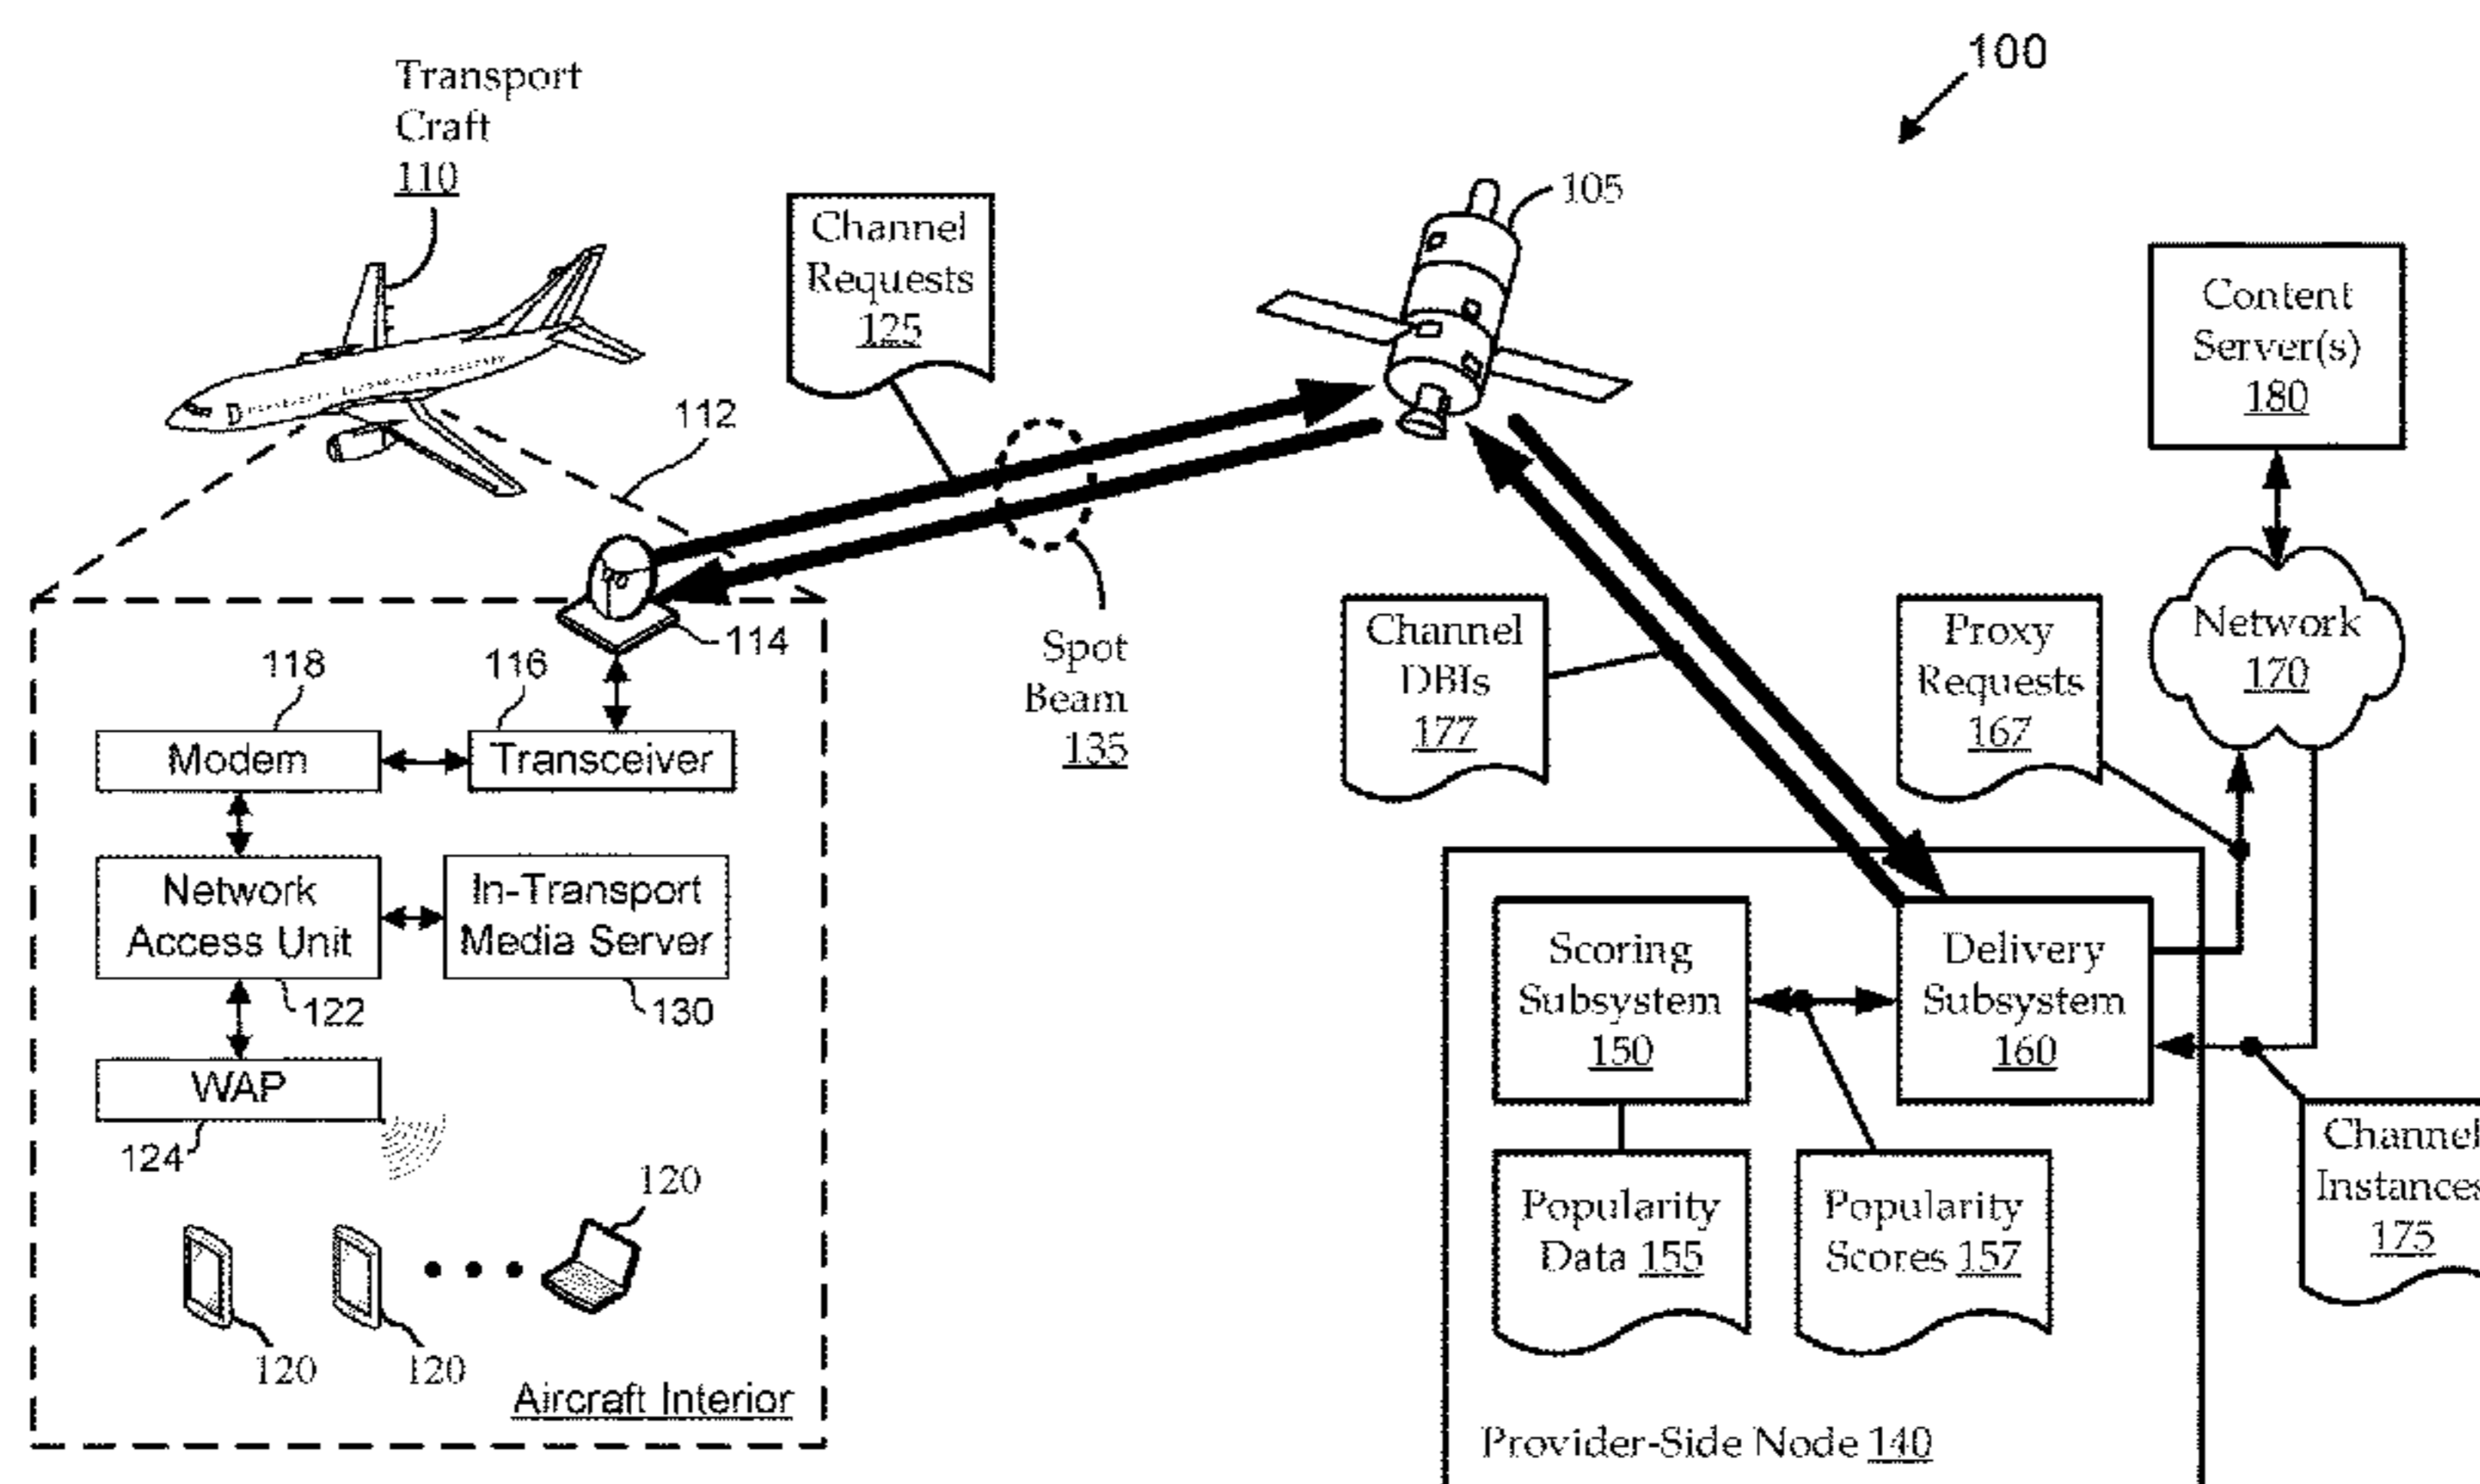 100
Transport
Craft
110
105
Channel
Requests
125
Content
Server(s)
180
112
114
Spot
Beam
135
Channel
DBIs
177
Proxy
Requests
167
Network
170
118
116
Modem
Transceiver
Network
Access Unit
In-Transport
Media Server
122
130
Scoring
Subsystem
150
Delivery
Subsystem
160
WAP
124
Channel
Instances
175
Popularity
Data 155
Popularity
Scores 157
120
120
120
Aircraft Interior
Provider-Side Node 140